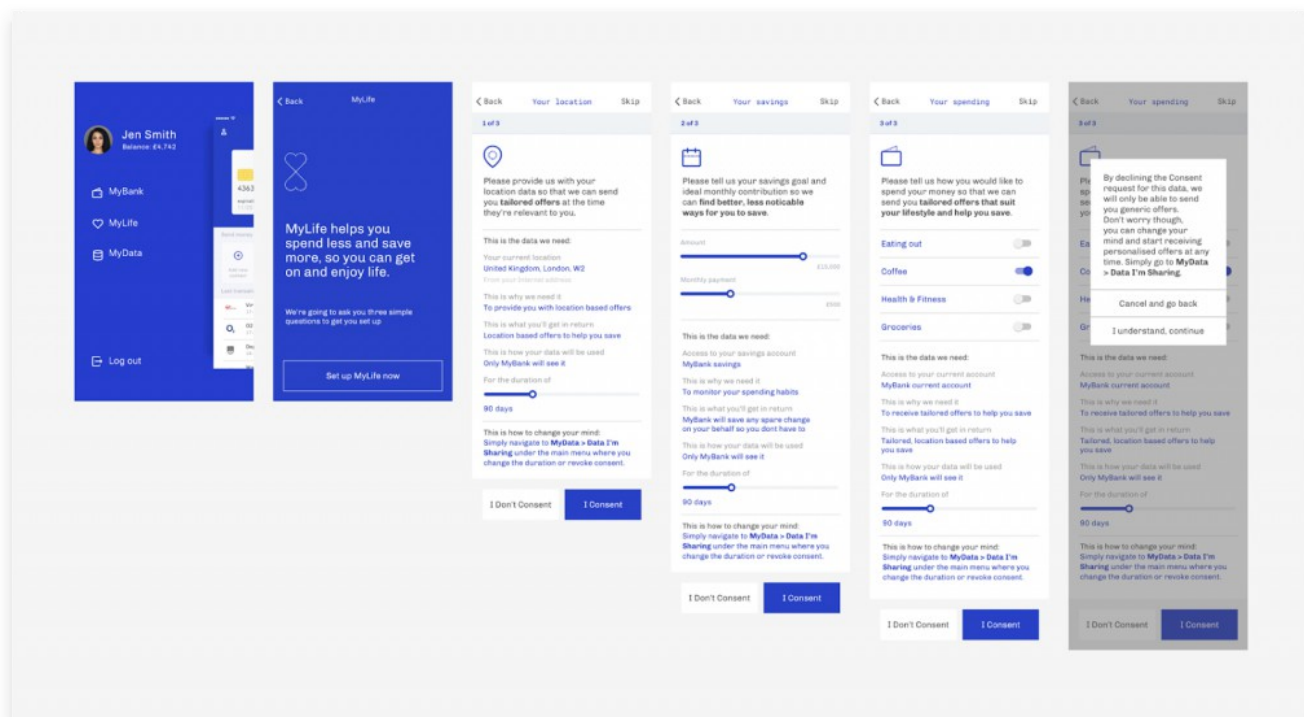 Jen Smith
Balance: £4,742
MyBank
MyLife
MyData
Log out
4363
Back
MyLife
MyLife helps you
spend less and save
more, so you can get
on and enjoy life.
We're going to ask you three simple
questions to get you set up
Set up MyLife now
Back Your location Skip
1 of 3
Please provide us with your
location data so that we can send
you tailored offers at the time
they're relevant to you.
This is the data we need:
Your current location
United Kingdom, London, W2
From your internet address
This is why we need it
To provide you with location based offers
This is what you'll get in return
Location based offers to help you save
This is how your data will be used
Only MyBank will see it
For the duration of
90 days
This is how to change your mind:
Simply navigate to MyData > Data I'm
Sharing under the main menu where you
change the duration or revoke consent.
I Don't Consent
I Consent
Back Your savings Skip
2 of 3
Please tell us your savings goal and
ideal monthly contribution so we
can find better, less noticable
ways for you to save.
Amount
£15,000
Monthly payment
£500
This is the data we need:
Access to your savings account
MyBank savings
This is why we need it
To monitor your spending habits
This is what you'll get in return
MyBank will save any spare change
on your behalf so you dont have to
This is how your data will be used
Only MyBank will see it
For the duration of
90 days
This is how to change your mind:
Simply navigate to MyData > Data I'm
Sharing under the main menu where you
change the duration or revoke consent.
I Don't Consent
I Consent
Back Your spending Skip
3 of 3
Please tell us how you would like to
spend your money so that we can
send you tailored offers that suit
your lifestyle and help you save.
Eating out
Coffee
Health & Fitness
Groceries
This is the data we need:
Access to your current account
MyBank current account
This is why we need it
To receive tailored offers to help you save
This is what you'll get in return
Tailored, location based offers to help
you save
This is how your data will be used
Only MyBank will see it
For the duration of
90 days
This is how to change your mind:
Simply navigate to MyData > Data I'm
Sharing under the main menu where you
change the duration or revoke consent.
I Don't Consent
I Consent
Back Your spending Skip
3 of 3
By declining the Consent
request for this data, we
will only be able to send
you generic offers.
Don't worry though,
you can change your
mind and start receiving
personalised offers at any
time. Simply go to MyData
> Data I'm Sharing.
Cancel and go back
I understand, continue
This is the data we need:
Access to your current account
MyBank current account
This is why we need it
To receive tailored offers to help you save
This is what you'll get in return
Tailored, location based offers to help
you save
This is how your data will be used
Only MyBank will see it
For the duration of
90 days
This is how to change your mind:
Simply navigate to MyData > Data I'm
Sharing under the main menu where you
change the duration or revoke consent.
I Don't Consent
I Consent